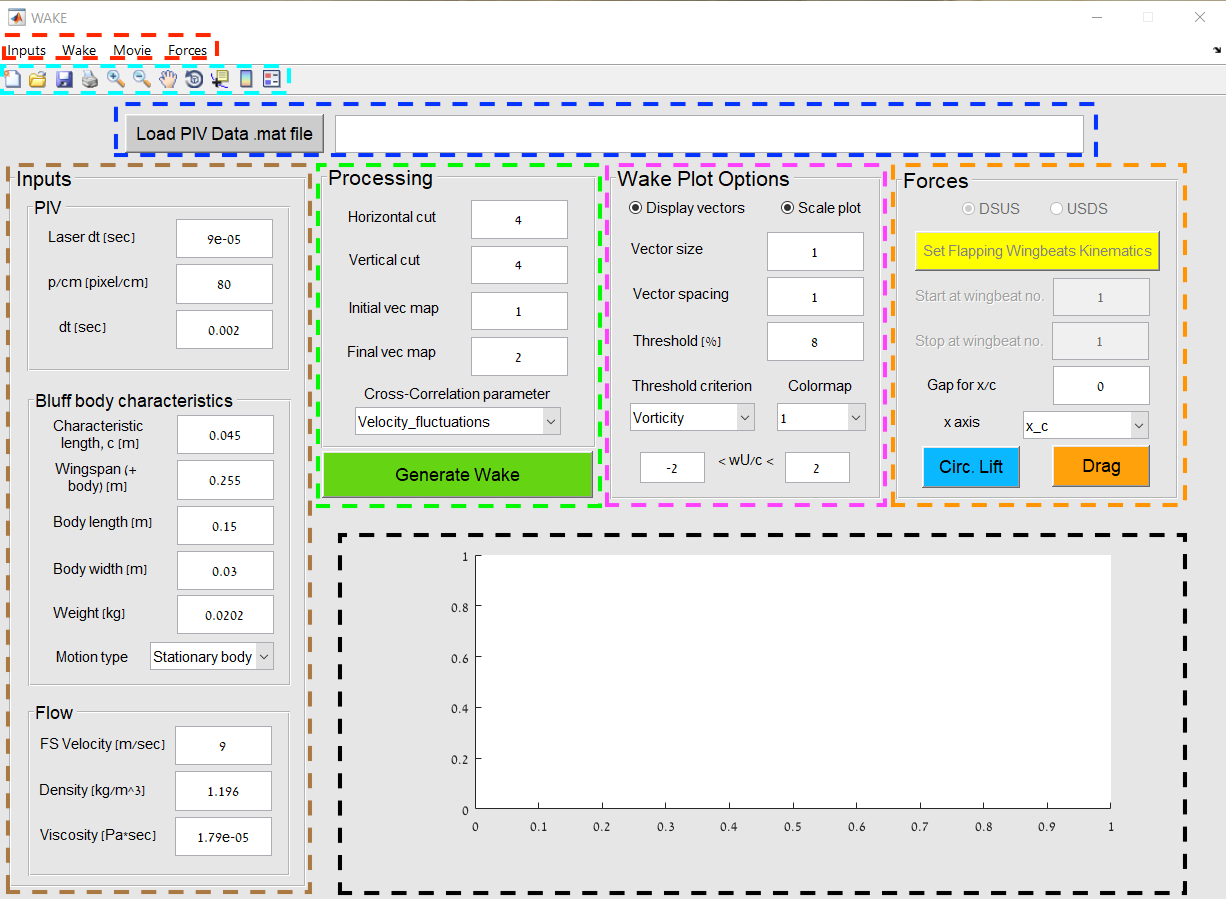 WAKE
Inputs Wake Movie Forces
Load PIV Data .mat file
Inputs
PIV
Laser dt [sec] 9e-05
p/cm [pixel/cm] 80
dt [sec] 0.002
Bluff body characteristics
Characteristic
length, c [m] 0.045
Wingspan (+
body) [m] 0.255
Body length [m] 0.15
Body width [m] 0.03
Weight [kg] 0.0202
Motion type Stationary body
Flow
FS Velocity [m/sec] 9
Density [kg/m^3] 1.196
Viscosity [Pa*sec] 1.79e-05
Processing
Horizontal cut 4
Vertical cut 4
Initial vec map 1
Final vec map 2
Cross-Correlation parameter
Velocity_fluctuations
Generate Wake
Wake Plot Options
Display vectors Scale plot
Vector size 1
Vector spacing 1
Threshold [%] 8
Threshold criterion Colormap
Vorticity 1
-2 < wU/c < 2
Forces
DSUS USDS
Set Flapping Wingbeats Kinematics
Start at wingbeat no. 1
Stop at wingbeat no. 1
Gap for x/c 0
x axis x_c
Circ. Lift Drag
1
0.8
0.6
0.4
0.2
0
0 0.1 0.2 0.3 0.4 0.5 0.6 0.7 0.8 0.9 1